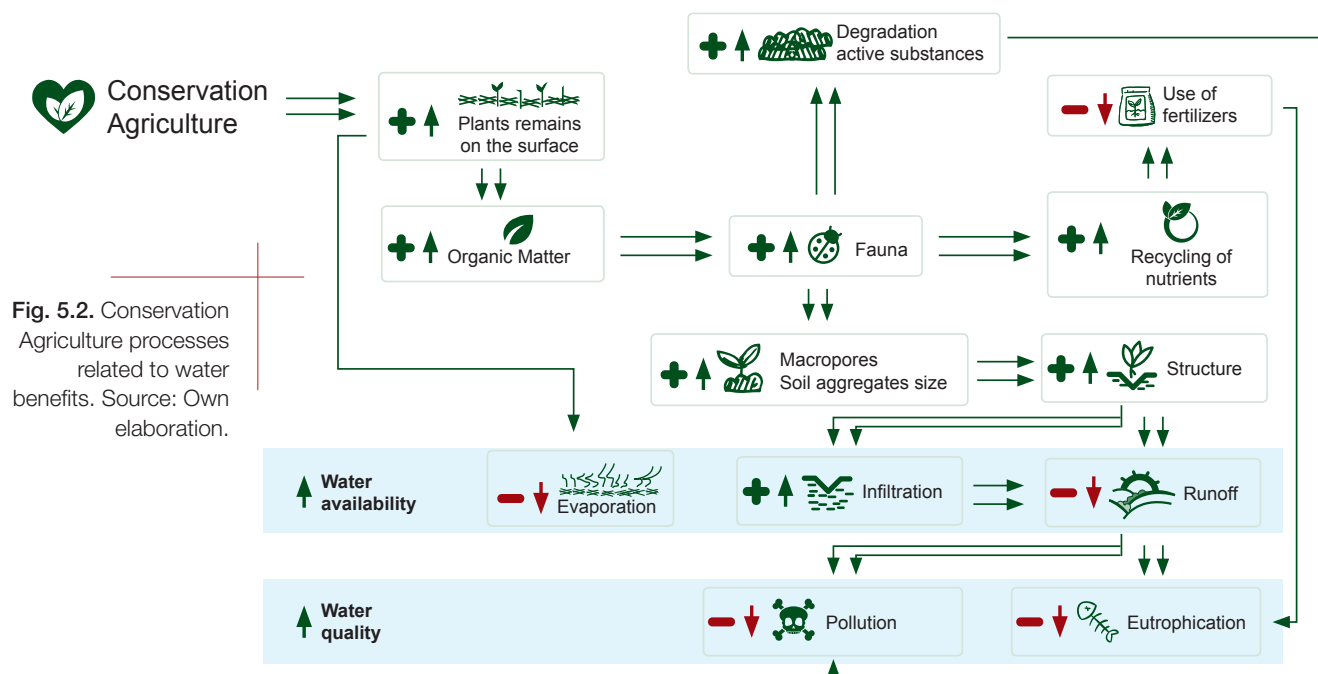 Conservation
Agriculture
Plants remains
on the surface
Degradation
active substances
Use of
fertilizers
Organic Matter
Fauna
Recycling of
nutrients
Fig. 5.2. Conservation
Agriculture processes
related to water
benefits. Source: Own
elaboration.
Macropores
Soil aggregates size
Structure
Water
availability
Evaporation
Infiltration
Runoff
Water
quality
Pollution
Eutrophication